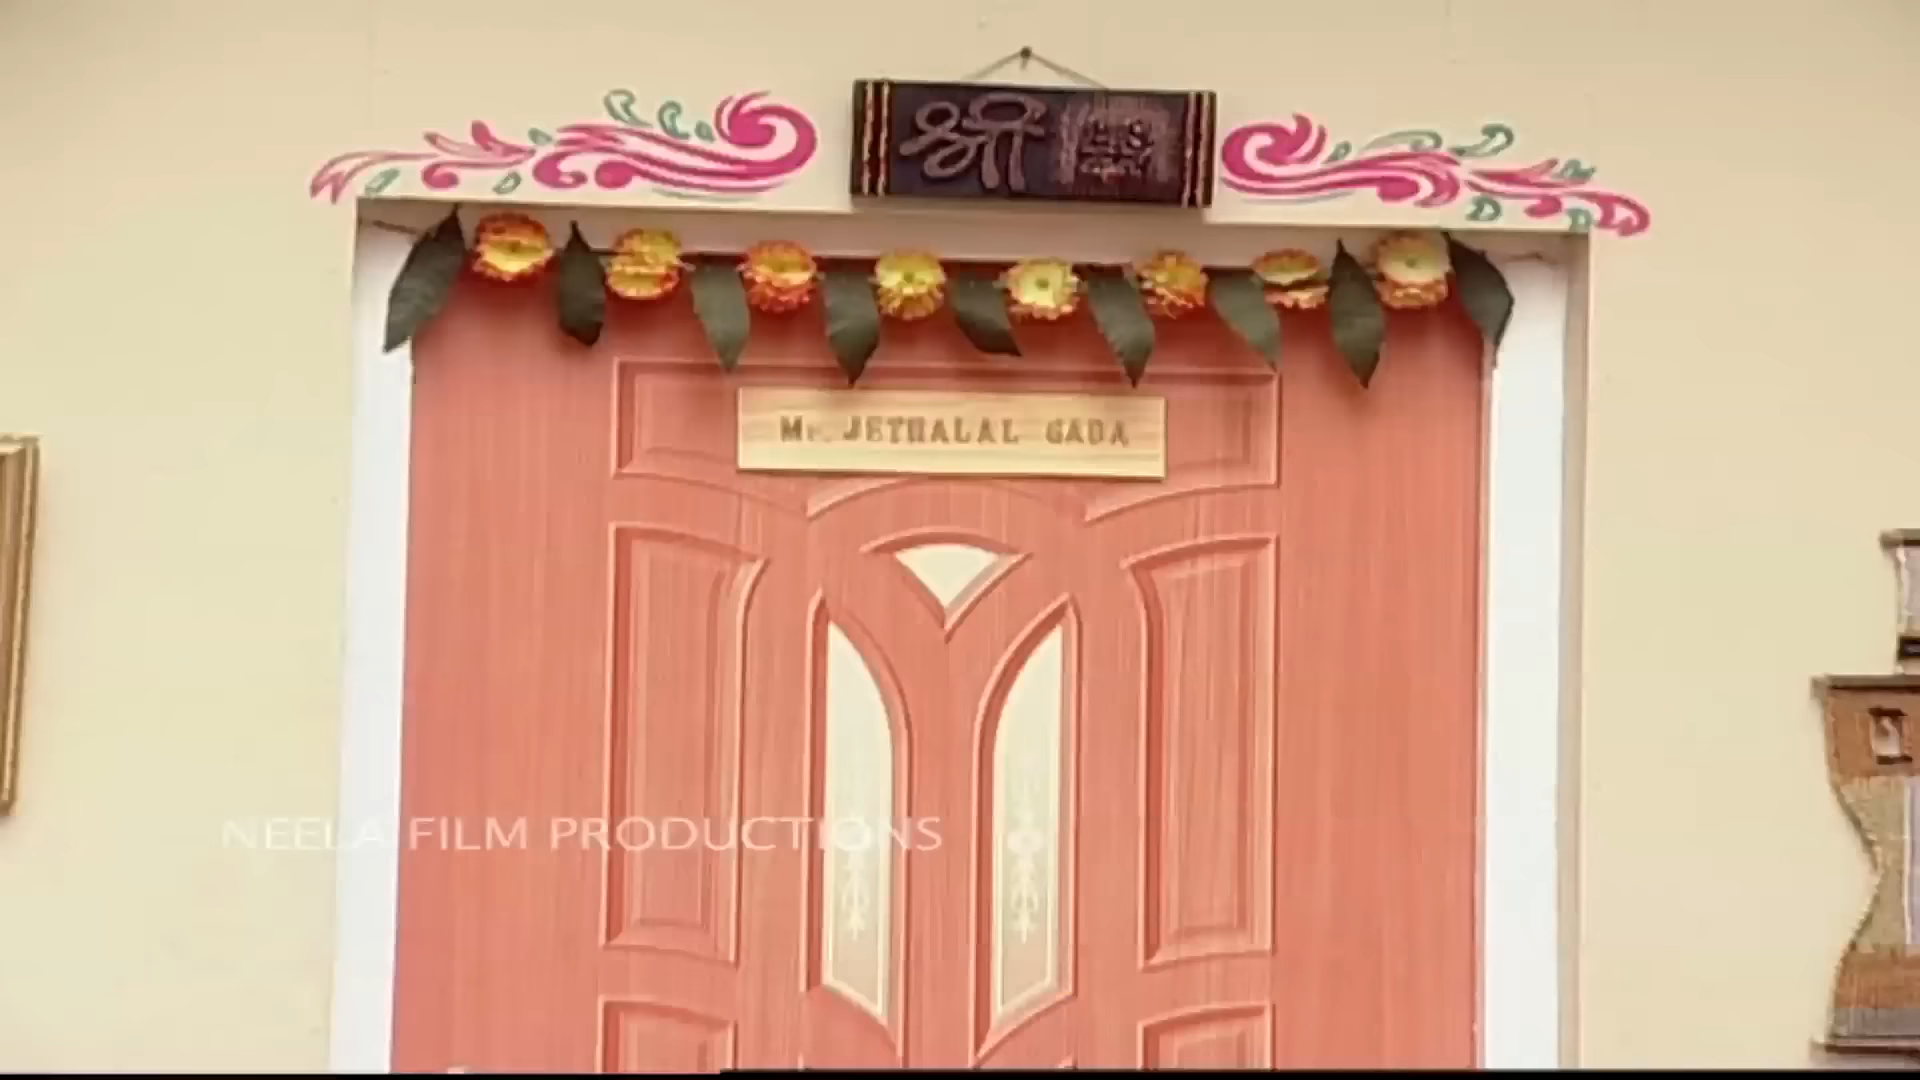 श्री
Mr. JETHALAL GADA
NEELA FILM PRODUCTIONS